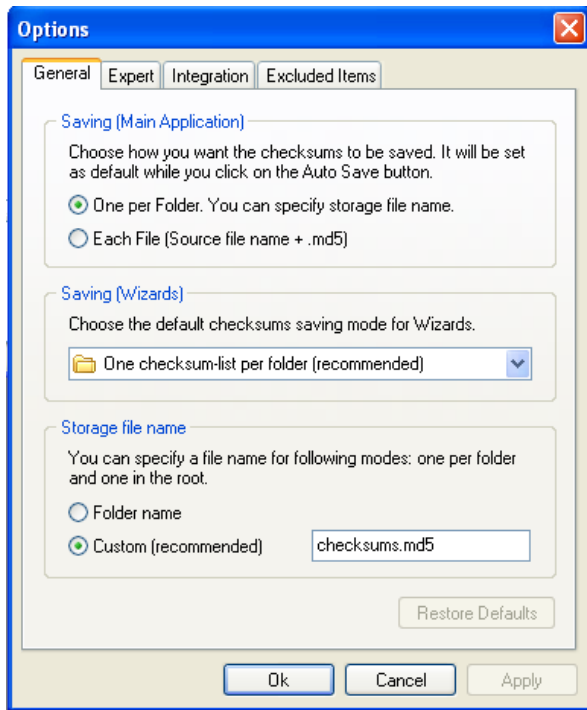 Options
General Expert Integration Excluded Items
Saving (Main Application)
Choose how you want the checksums to be saved. It will be set
as default while you click on the Auto Save button.
One per Folder. You can specify storage file name.
Each File (Source file name + .md5)
Saving (Wizards)
Choose the default checksums saving mode for Wizards.
One checksum-list per folder (recommended)
Storage file name
You can specify a file name for following modes: one per folder
and one in the root.
Folder name
Custom (recommended) checksums.md5
Restore Defaults
Ok Cancel Apply